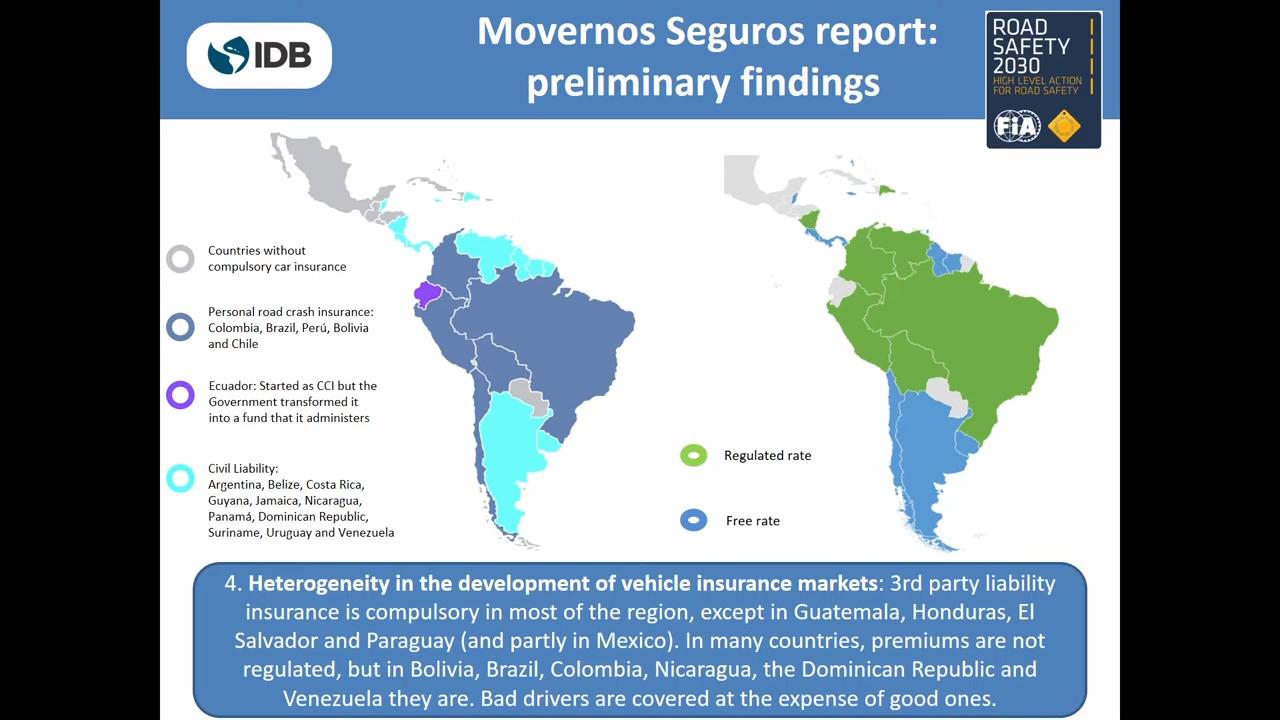 IDB
Movernos Seguros report:
preliminary findings
ROAD
SAFETY
2030
HIGH LEVEL ACTION
FOR ROAD SAFETY
FIA
Countries without
compulsory car insurance
Personal road crash insurance:
Colombia, Brazil, Perú, Bolivia
and Chile
Ecuador: Started as CCI but the
Government transformed it
into a fund that it administers
Civil Liability:
Argentina, Belize, Costa Rica,
Guyana, Jamaica, Nicaragua,
Panamá, Dominican Republic,
Suriname, Uruguay and Venezuela
Regulated rate
Free rate
4. Heterogeneity in the development of vehicle insurance markets: 3rd party liability
insurance is compulsory in most of the region, except in Guatemala, Honduras, El
Salvador and Paraguay (and partly in Mexico). In many countries, premiums are not
regulated, but in Bolivia, Brazil, Colombia, Nicaragua, the Dominican Republic and
Venezuela they are. Bad drivers are covered at the expense of good ones.